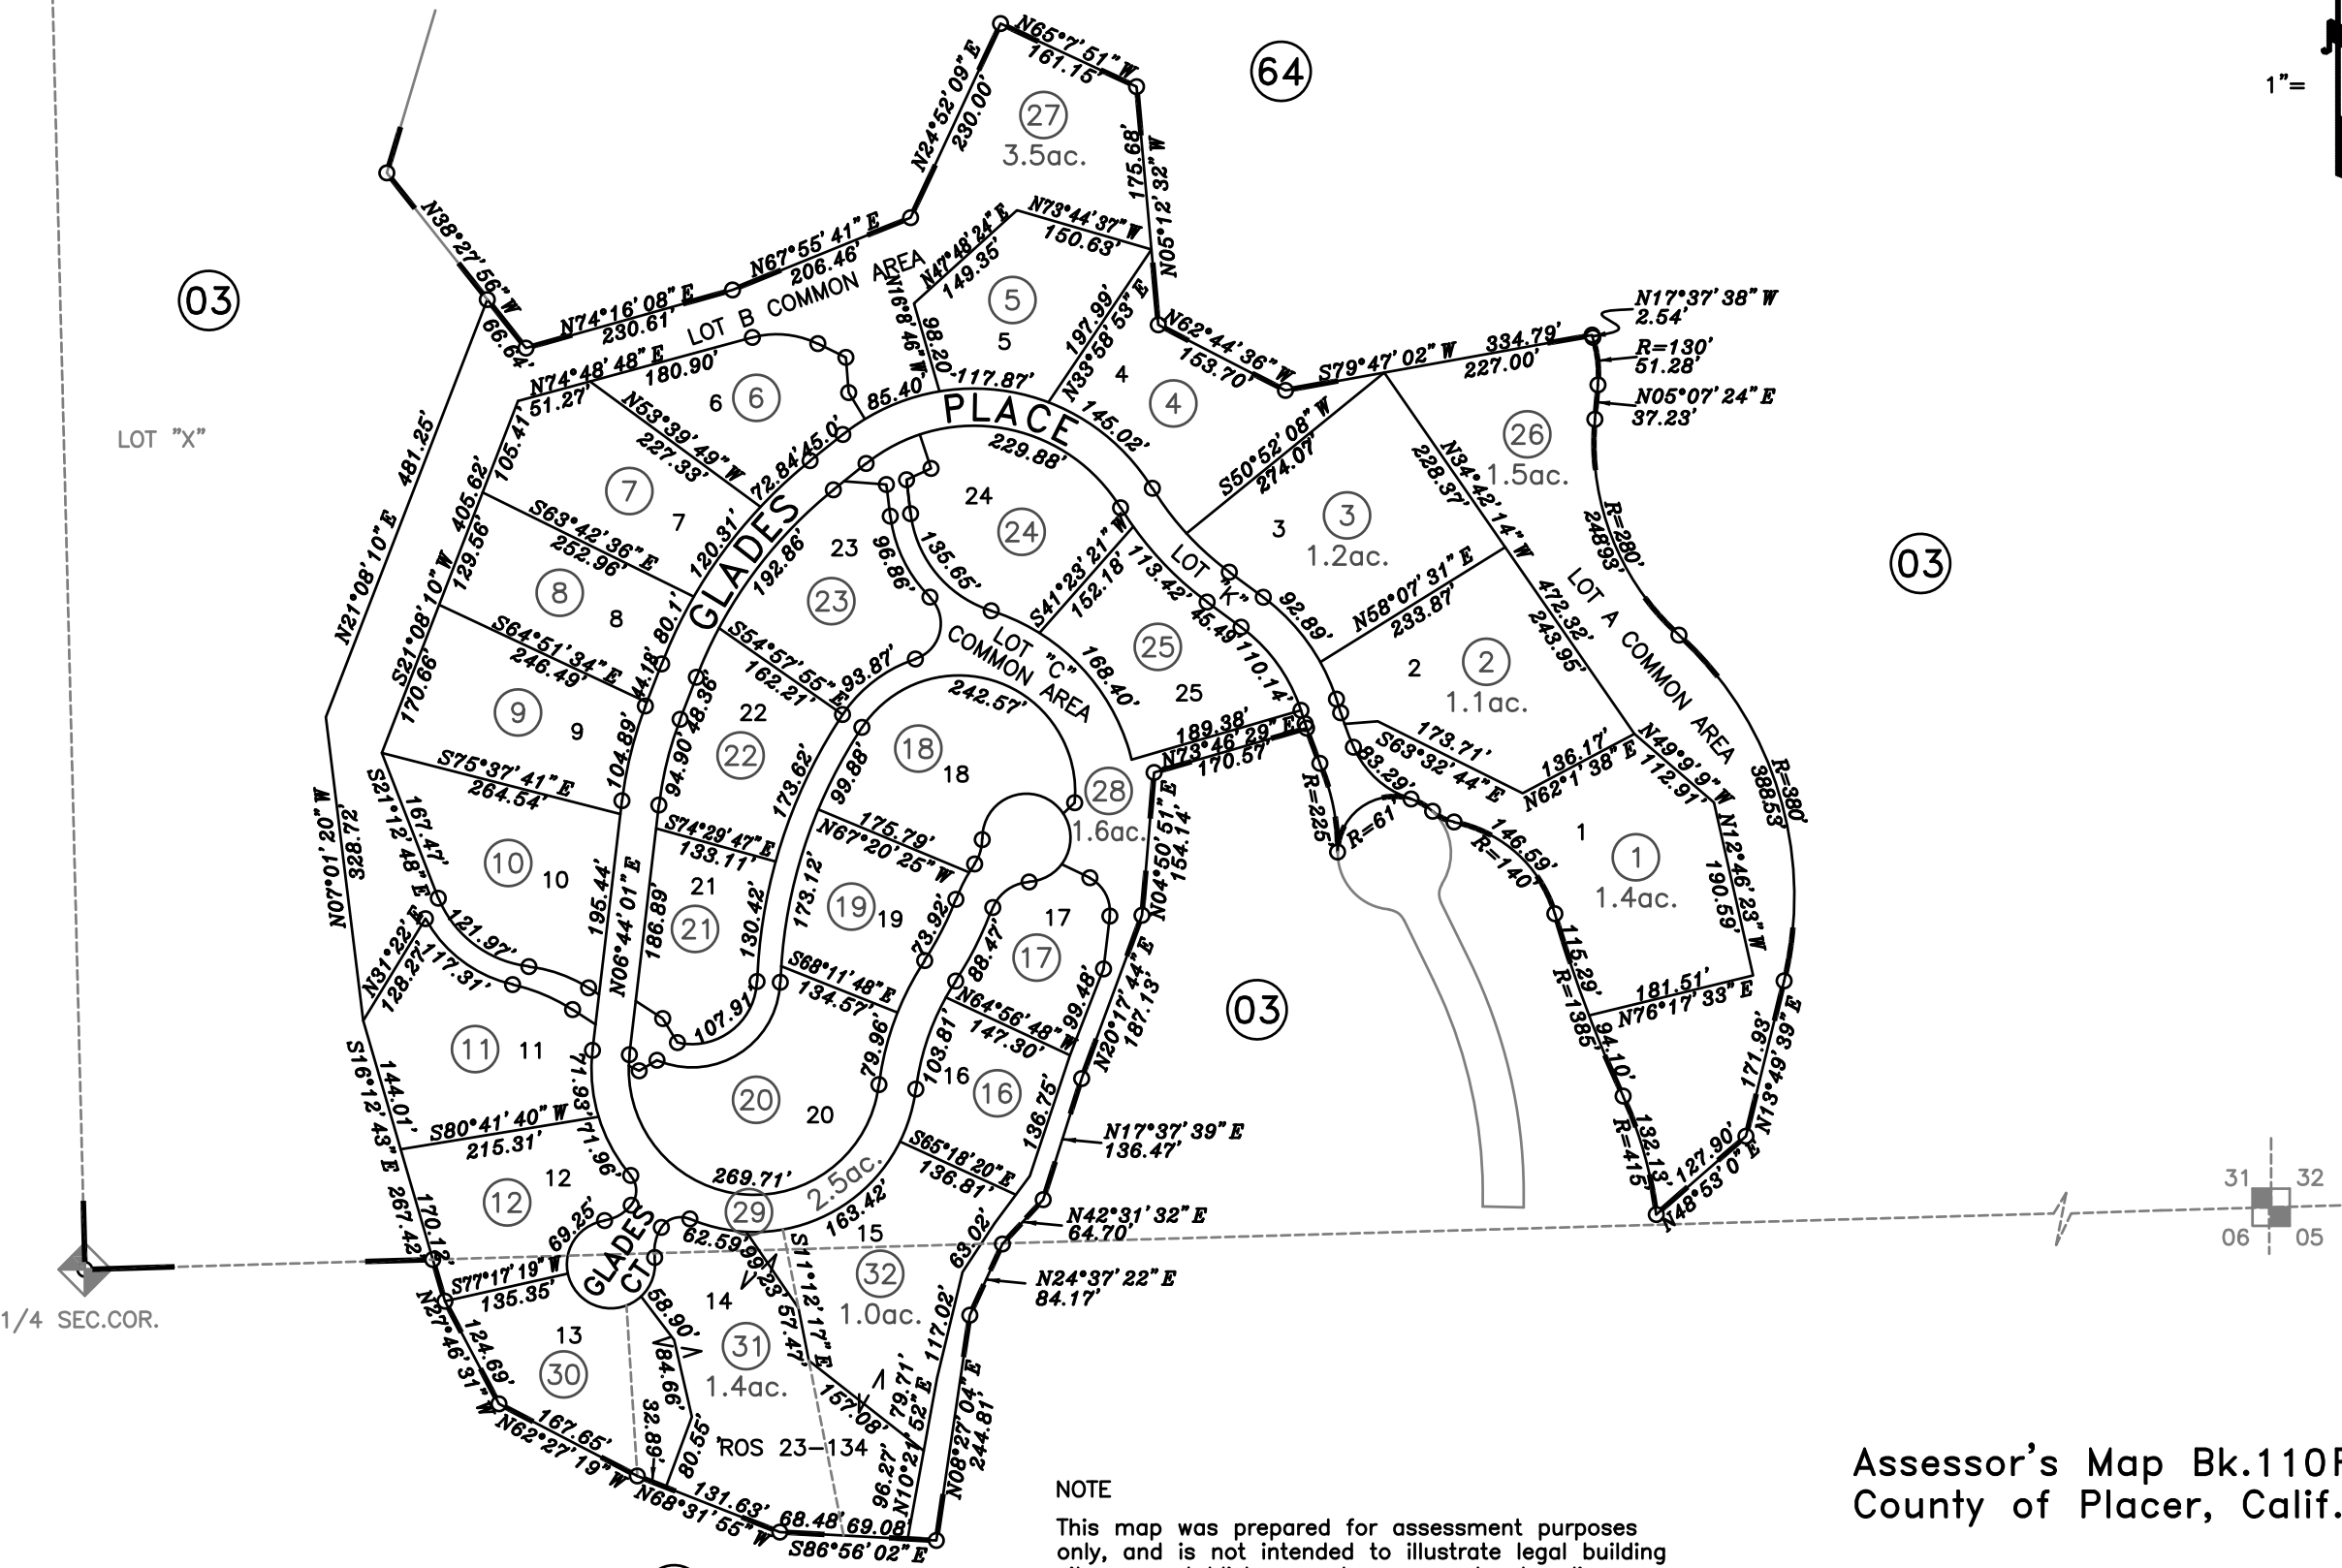 N65°7'51"W
161.15'
64
1"=
N24°52'09"E
230.00'
27
3.5ac.
175.68'
N05°12'32"W
N38°27'56"W
66.64'
N67°55'41"E
206.46'
N74°16'08"E
230.61'
LOT B COMMON AREA
N47°48'24"E
149.35'
N73°44'37"W
150.63'
03
5
5
N16°8'46"W
98.20'
197.99'
N33°58'53"E
N62°44'36"W
153.70'
S79°47'02"W
334.79'
227.00'
N17°37'38"W
2.54'
R=130'
51.28'
N05°07'24"E
37.23'
N74°48'48"E
51.27'
180.90'
6
6
85.40'
117.87'
4
4
145.02'
LOT "X"
481.25'
N21°08'10"E
105.41'
405.62'
N53°39'49"W
227.33'
72.84'
45.0'
GLADES PLACE
229.88'
S50°52'08"W
274.07'
N34°42'14"W
228.37'
26
1.5ac.
7
7
S63°42'36"E
252.96'
120.31'
192.86'
24
24
3
3
1.2ac.
R=280'
248.93'
129.56'
S21°08'10"W
170.66'
8
8
80.1'
23
23
96.86'
135.65'
S41°23'21"W
152.18'
113.42'
LOT "K"
45.49'
92.89'
N58°07'31"E
233.87'
472.32'
243.95'
LOT A COMMON AREA
03
S64°51'34"E
246.49'
44.18'
S54°57'55"E
162.21'
93.87'
LOT "C"
COMMON AREA
168.40'
25
25
110.14'
2
2
1.1ac.
9
9
104.89'
48.36'
94.90'
22
22
242.57'
18
18
189.38'
N73°46'29"E
170.57'
173.71'
S63°32'44"E
136.17'
N62°1'38"E
N49°9'9"W
112.91'
R=380'
388.53'
S75°37'41"E
264.54'
N07°01'20"W
328.72'
S21°12'48"E
167.47'
173.62'
99.88'
83.29'
R=225'
R=61'
28
1.6ac.
S74°29'47"E
133.11'
175.79'
N67°20'25"W
N04°50'51"E
154.14'
146.59'
R=140'
1
1
1.4ac.
N12°46'23"W
190.59'
10
10
195.44'
N06°44'01"E
186.89'
21
21
130.42'
173.12'
19
19
73.92'
88.47'
17
17
121.97'
117.31'
N31°22'E
128.27'
107.91'
S68°11'48"E
134.57'
N64°56'48"W
147.30'
99.48'
N20°17'44"E
187.13'
03
115.29'
R=1385'
181.51'
N76°17'33"E
94.10'
11
11
144.01'
S16°12'43"E
267.42'
71.93'
71.96'
S80°41'40"W
215.31'
20
20
79.96'
103.81'
16
16
136.75'
N17°37'39"E
136.47'
R=415'
132.13'
171.93'
N13°49'39"E
127.90'
N48°53'0"E
12
12
170.12'
69.25'
269.71'
29
2.5ac.
163.42'
S65°18'20"E
136.81'
N42°31'32"E
64.70'
31 32
06 05
GLADES
CT
62.59'
99.23'
57.47'
S11°12'17"E
15
32
1.0ac.
63.02'
N24°37'22"E
84.17'
1/4 SEC.COR.
S77°17'19"W
135.35'
N27°46'31"W
124.69'
13
30
58.90'
84.66'
14
31
1.4ac.
117.02'
157.08'
79.71'
N10°21'52"E
96.27'
N08°27'04"E
244.81'
167.65'
N62°27'19"W
32.89'
80.55'
ROS 23-134
131.63'
N68°31'55"W
68.48'
69.08'
S86°56'02"E
NOTE
This map was prepared for assessment purposes
only, and is not intended to illustrate legal building
Assessor's Map Bk.110
County of Placer, Calif.